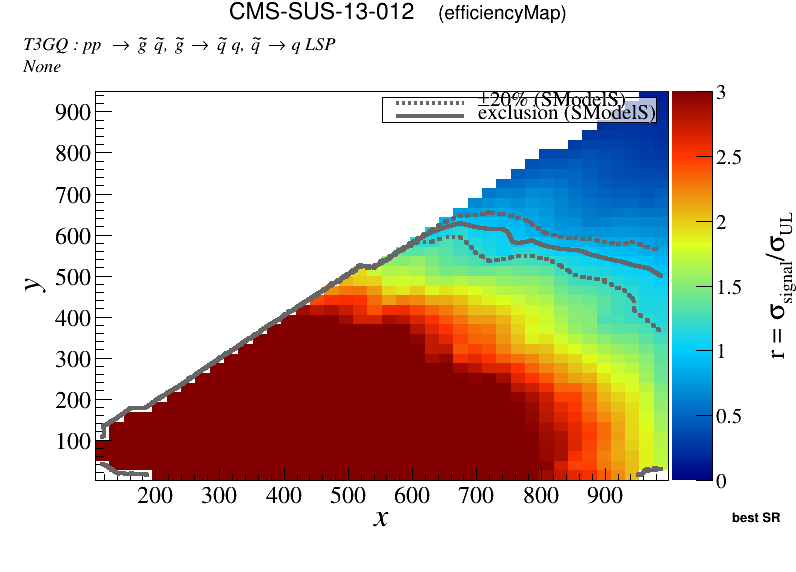 CMS-SUS-13-012 (efficiencyMap)
T3GQ : pp → g̃ q̃, g̃ → q̃ q, q̃ → q LSP
None
±20% (SModelS)
exclusion (SModelS)
900
800
700
600
500
400
300
200
100
y
200 300 400 500 600 700 800 900
x
3
2.5
2
1.5
1
0.5
0
r = σsignal/σUL
best SR